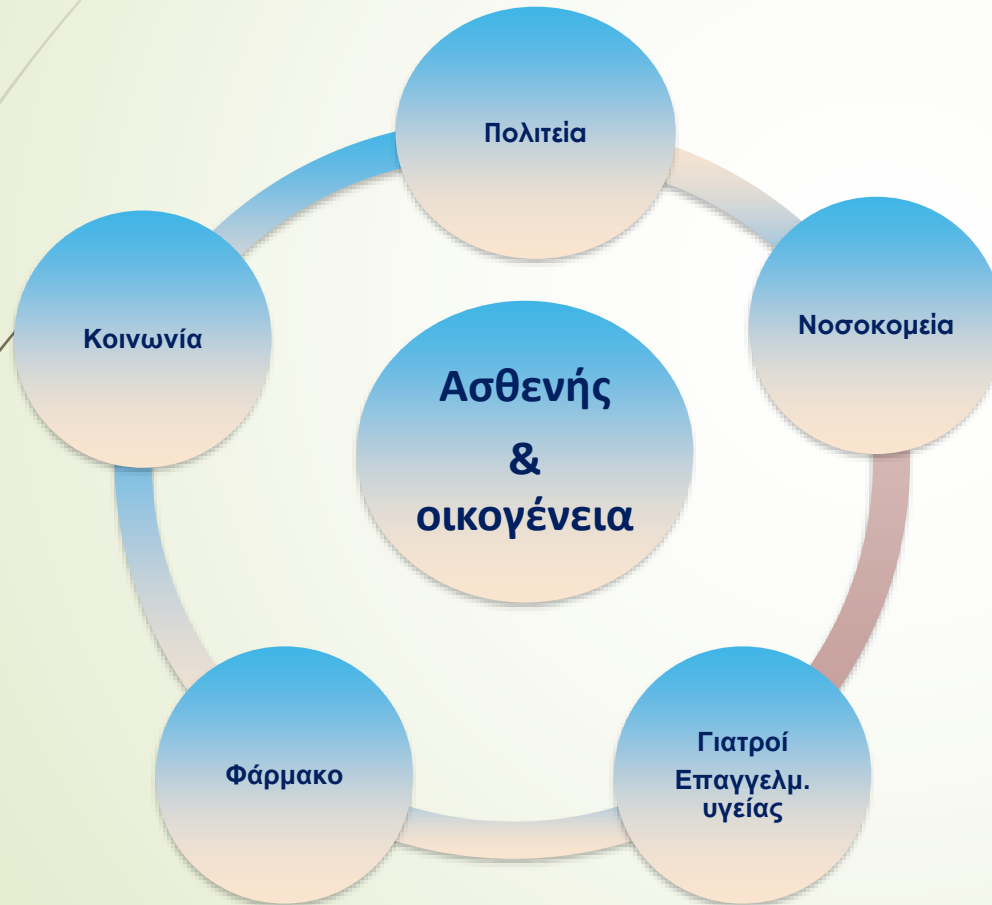 Πολιτεία
Νοσοκομεία
Κοινωνία
Ασθενής
&
οικογένεια
Γιατροί
Επαγγελμ.
υγείας
Φάρμακο